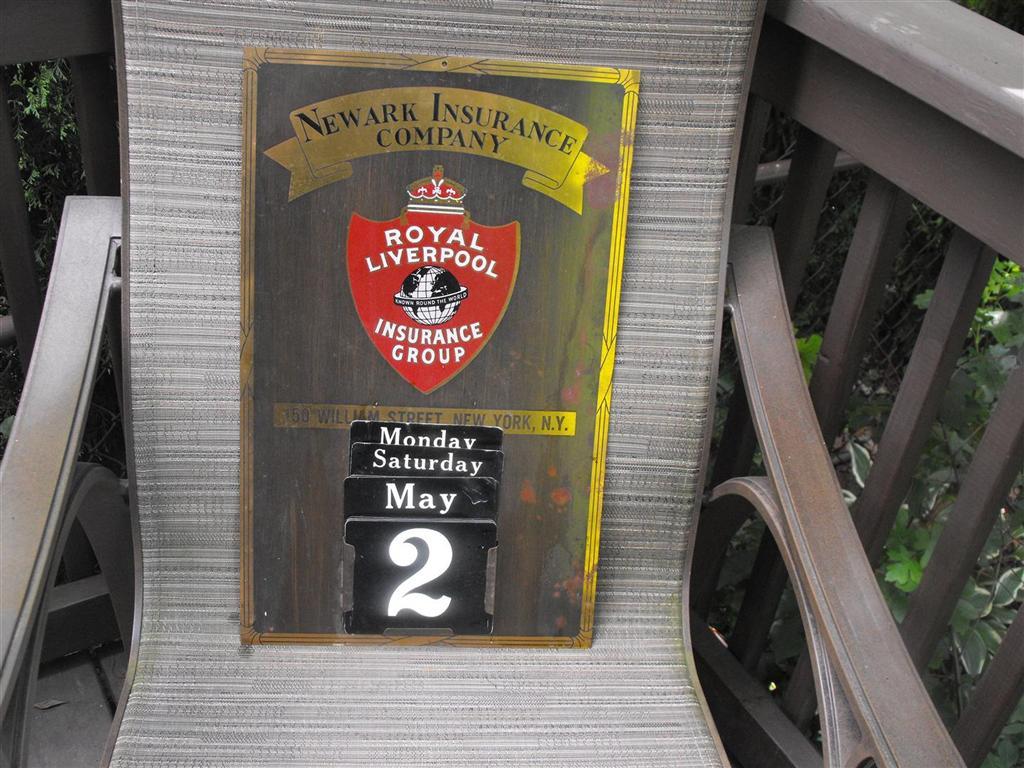 NEWARK INSURANCE
COMPANY
ROYAL
LIVERPOOL
KNOWN ROUND THE WORLD
INSURANCE
GROUP
150 WILLIAM STREET, NEW YORK, N.Y.
Monday
Saturday
May
2